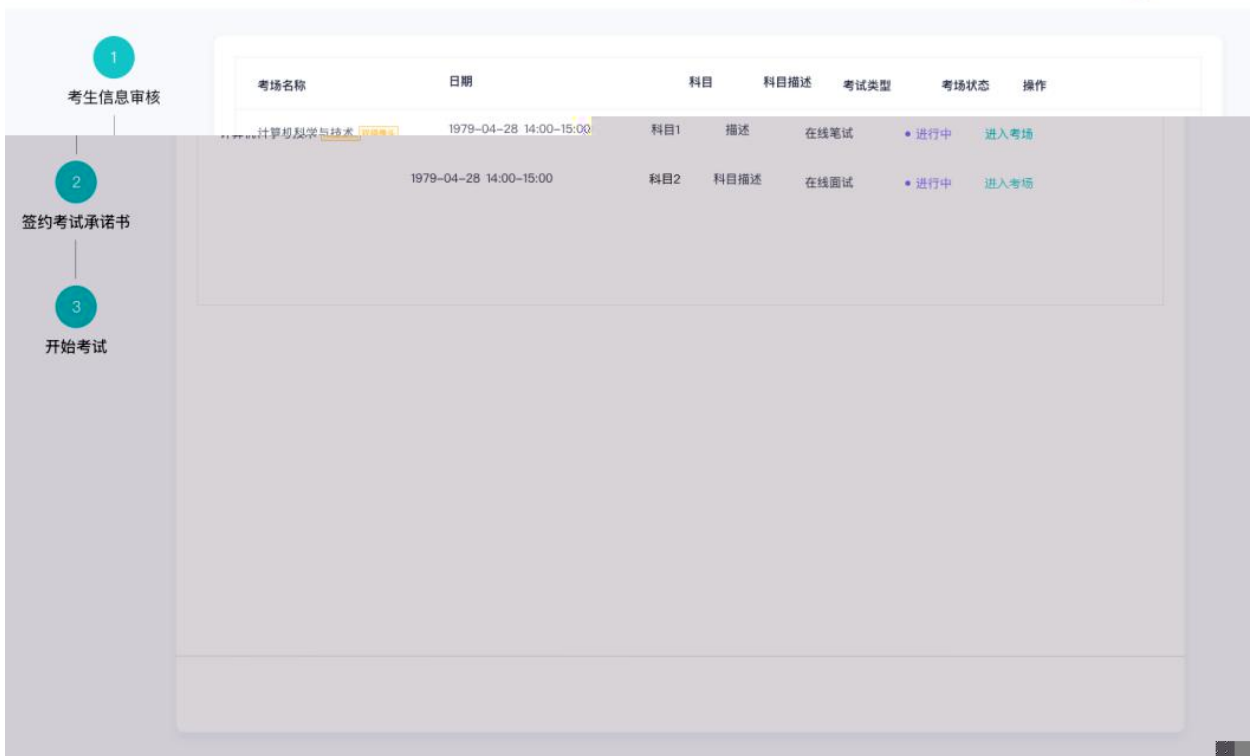 1
考生信息审核
2
签约考试承诺书
3
开始考试
考场名称 日期 科目 科目描述 考试类型 考场状态 操作
计算机科学与技术 1979-04-28 14:00-15:00 科目1 描述 在线笔试 进行中 进入考场
1979-04-28 14:00-15:00 科目2 科目描述 在线面试 进行中 进入考场